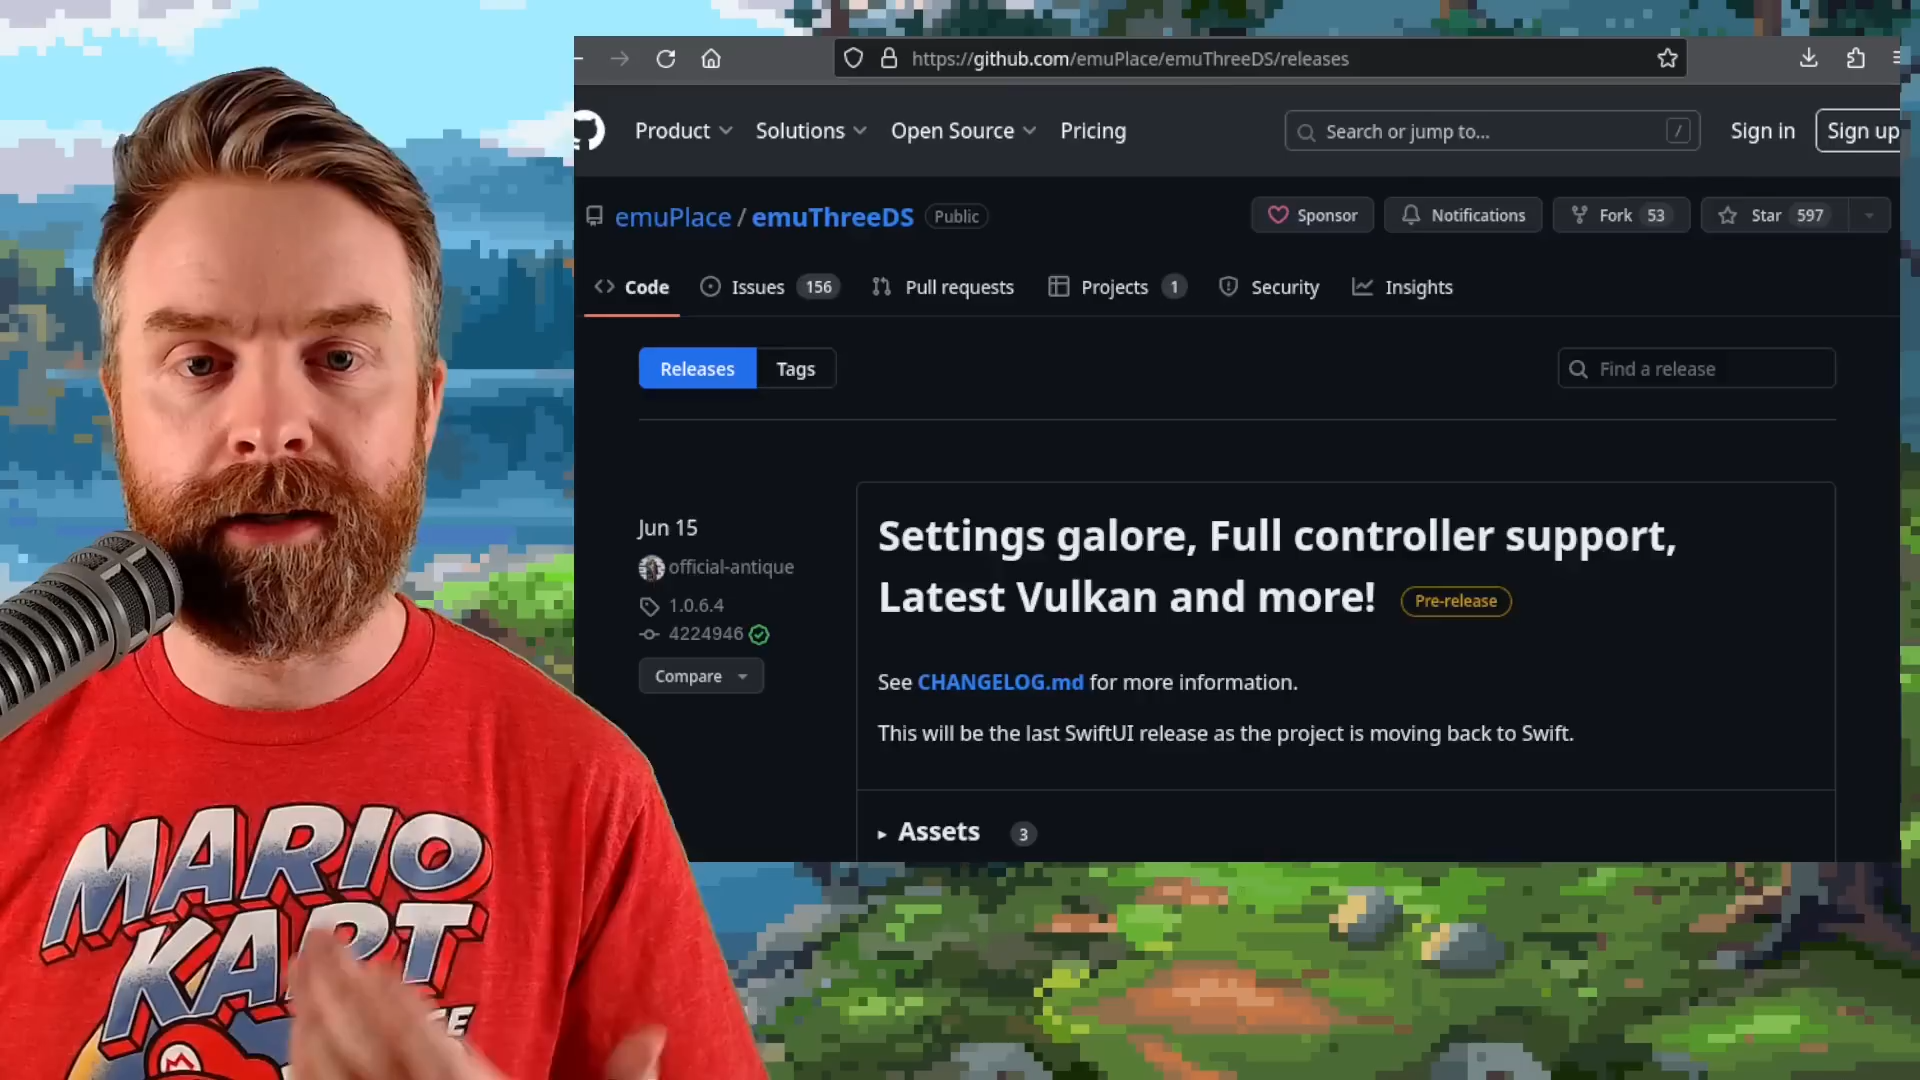 https://github.com/emuPlace/emuThreeDS/releases
Product
Solutions
Open Source
Pricing
Search or jump to...
/
Sign in
Sign up
emuPlace / emuThreeDS
Public
Sponsor
Notifications
Fork 53
Star 597
Code
Issues 156
Pull requests
Projects 1
Security
Insights
Releases
Tags
Find a release
Jun 15
official-antique
1.0.6.4
4224946
Compare
Settings galore, Full controller support,
Latest Vulkan and more!
Pre-release
See CHANGELOG.md for more information.
This will be the last SwiftUI release as the project is moving back to Swift.
Assets 3
MARIO
KART
M